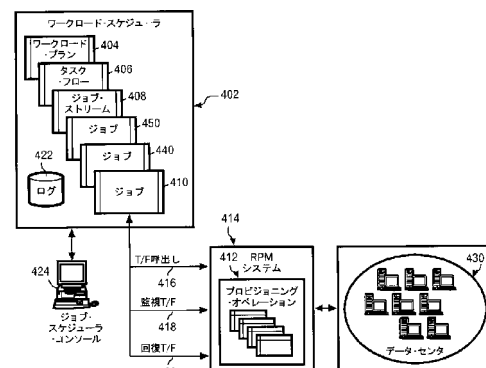 ワークロード・スケジューラ
ワークロード
・プラン
404
タスク
・フロー
406
ジョブ・
ストリーム
408
402
ジョブ
450
ジョブ
440
ジョブ
410
422
ログ
424
ジョブ・
スケジューラ
・コンソール
T/F呼出し
416
監視T/F
418
回復T/F
414
412
RPM
システム
プロビジョニング
・オペレーション
430
データ・センタ